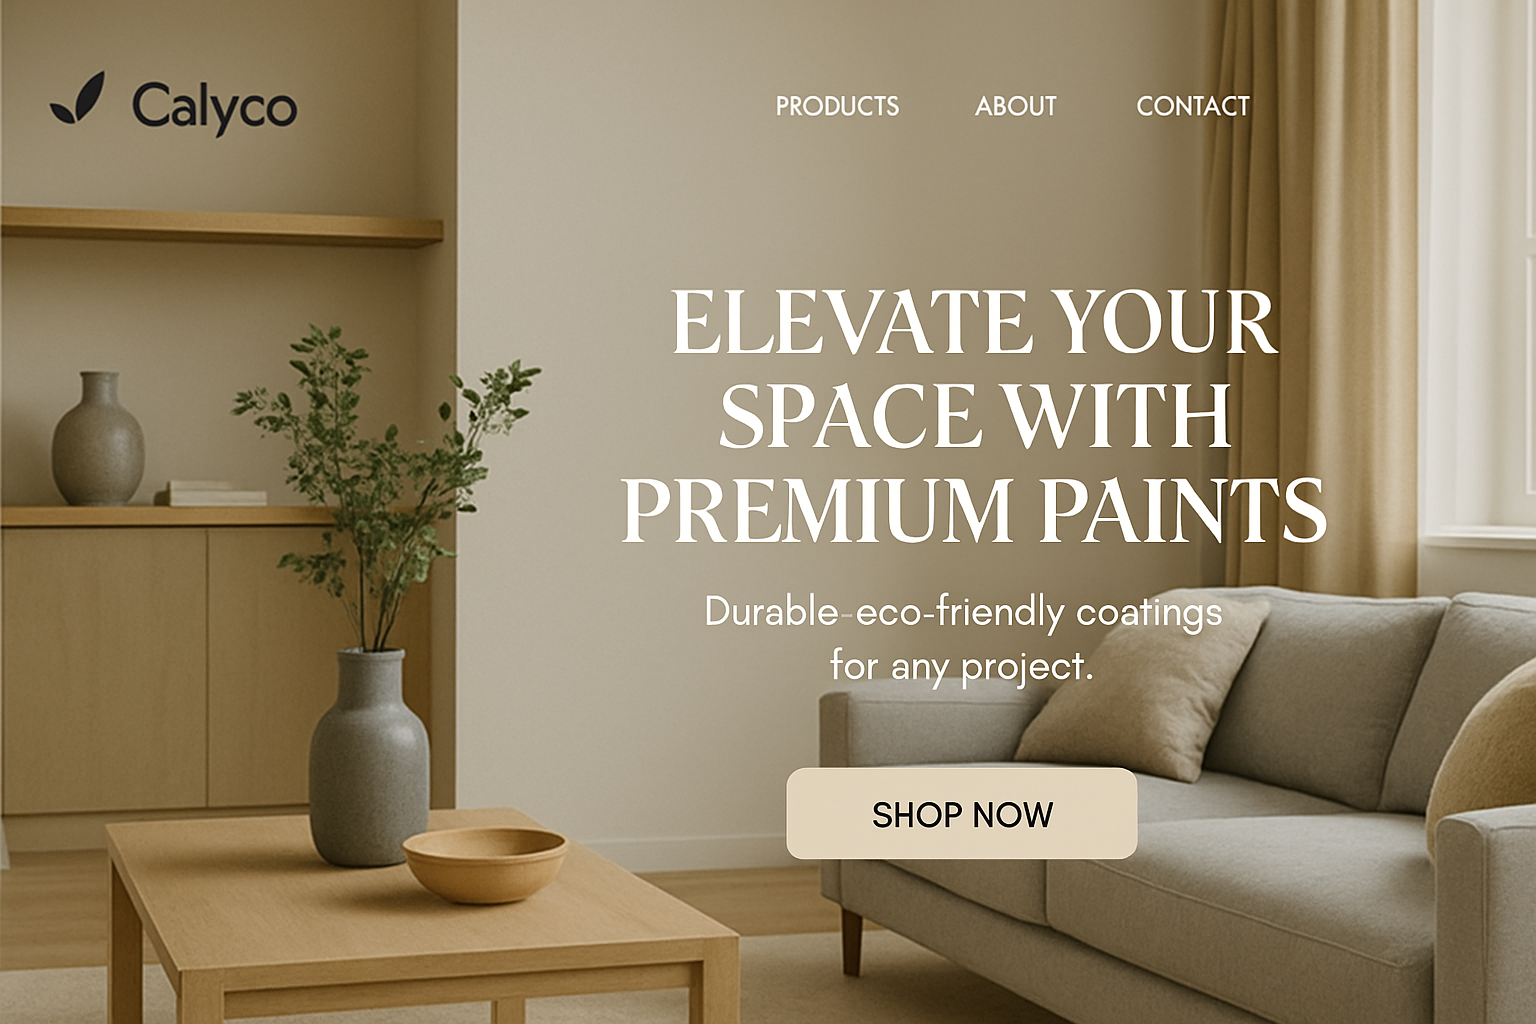 Calyco
PRODUCTS ABOUT CONTACT
ELEVATE YOUR
SPACE WITH
PREMIUM PAINTS
Durable-eco-friendly coatings
for any project.
SHOP NOW